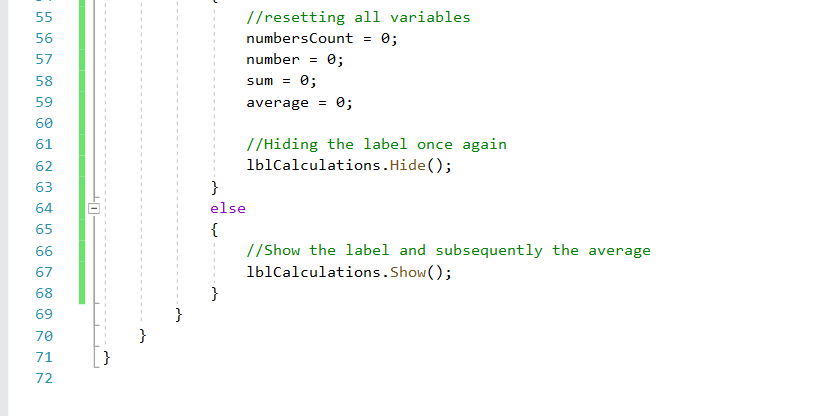 55 //resetting all variables
56 numbersCount = 0;
57 number = 0;
58 sum = 0;
59 average = 0;
60
61 //Hiding the label once again
62 lblCalculations.Hide();
63 }
64 else
65 {
66 //Show the label and subsequently the average
67 lblCalculations.Show();
68 }
69 }
70 }
71 }
72